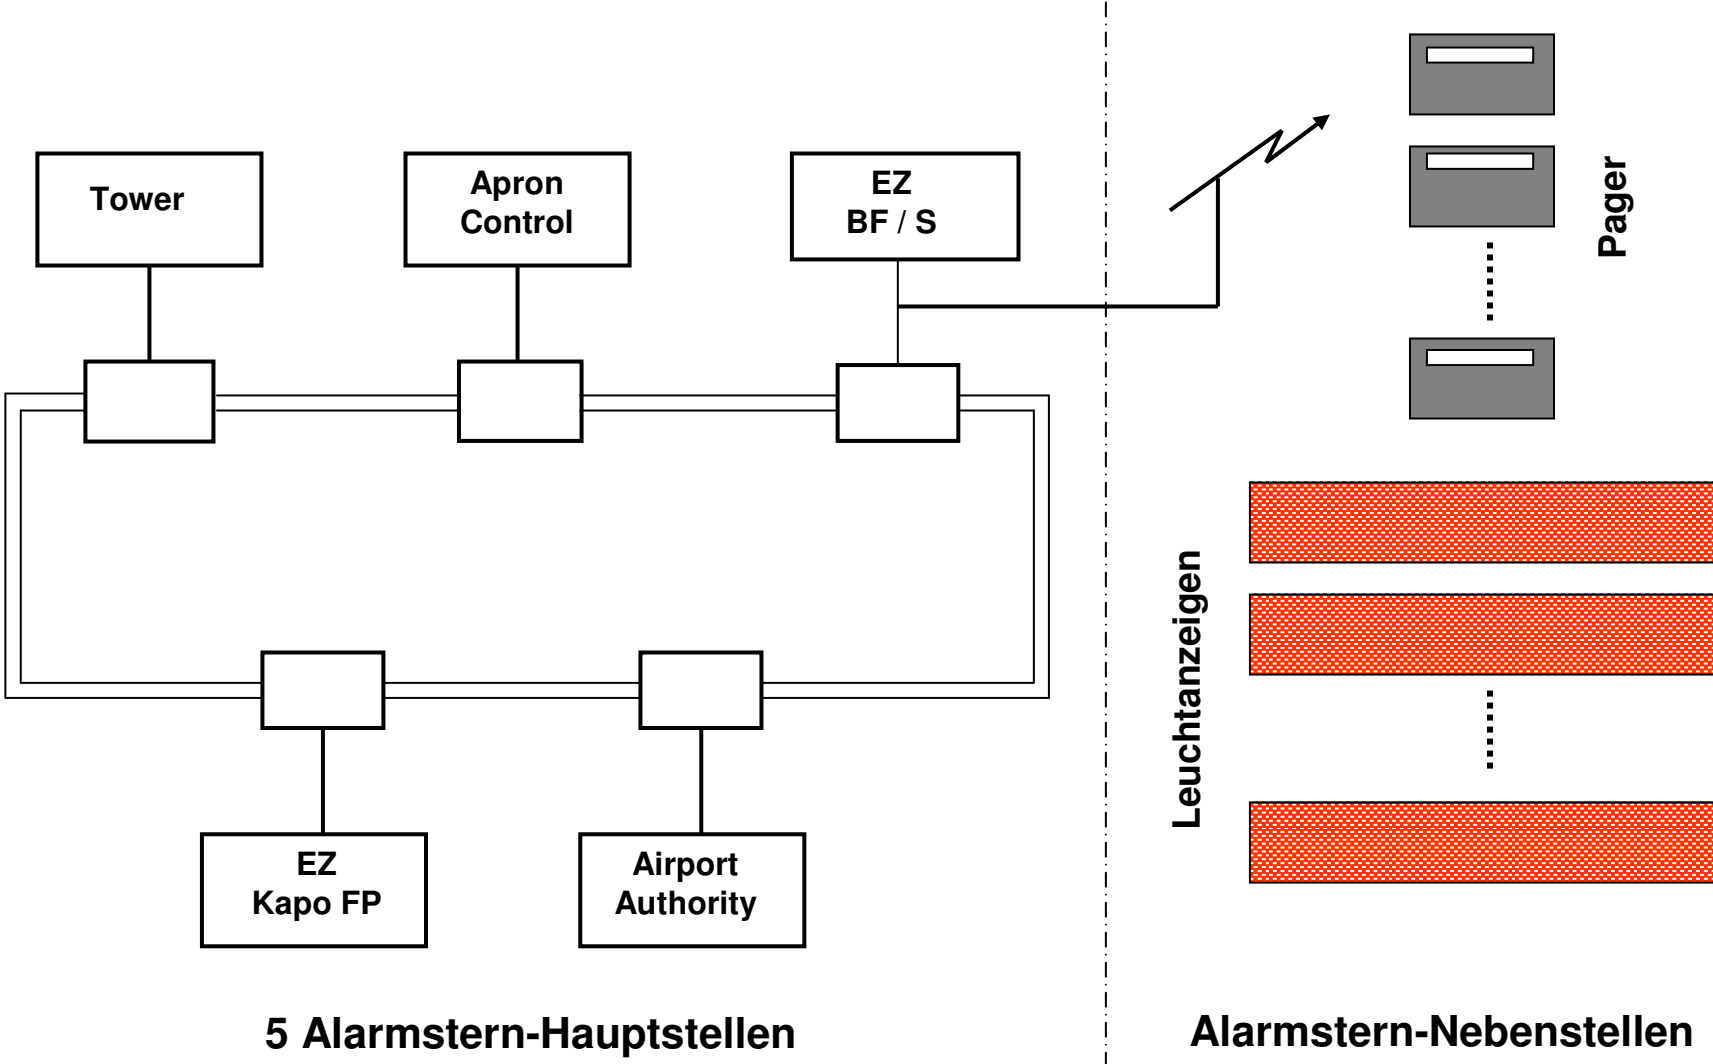 Tower
Apron
Control
EZ
BF / S
Pager
Leuchtanzeigen
EZ
Kapo FP
Airport
Authority
5 Alarmstern-Hauptstellen
Alarmstern-Nebenstellen